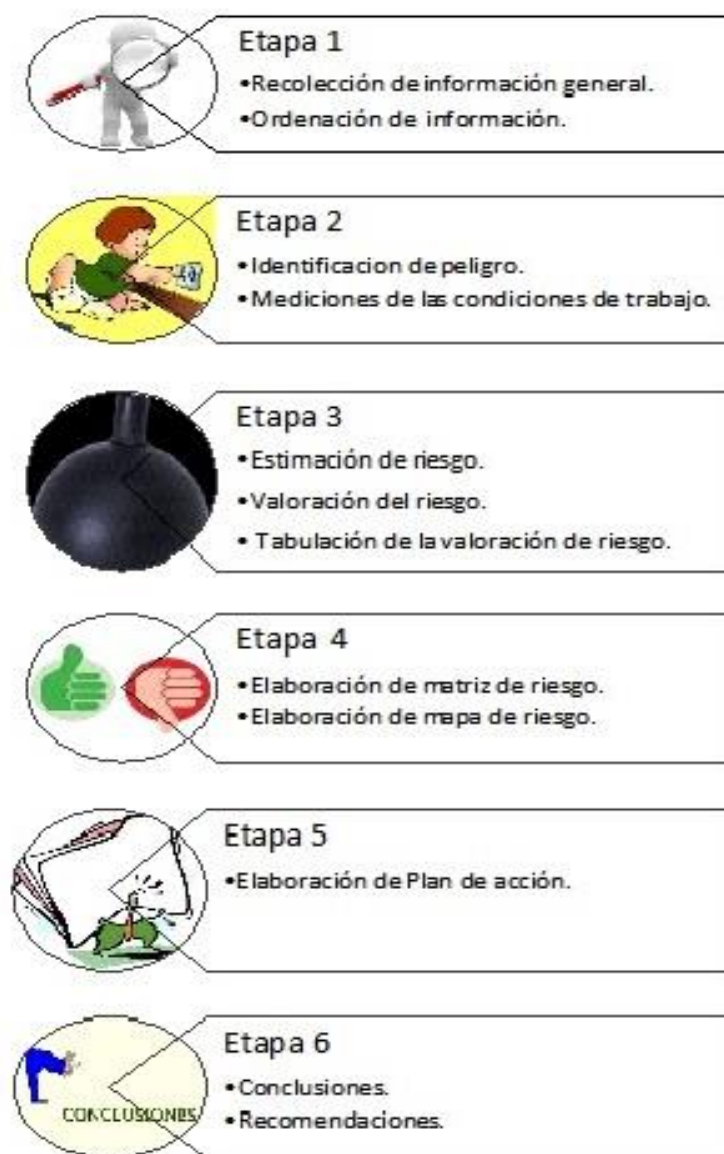 Etapa 1
•Recolección de información general.
•Ordenación de información.
Etapa 2
•Identificacion de peligro.
•Mediciones de las condiciones de trabajo.
Etapa 3
•Estimación de riesgo.
•Valoración del riesgo.
• Tabulación de la valoración de riesgo.
Etapa 4
•Elaboración de matriz de riesgo.
•Elaboración de mapa de riesgo.
Etapa 5
•Elaboración de Plan de acción.
Etapa 6
•Conclusiones.
•Recomendaciones.
CONCLUSIONES